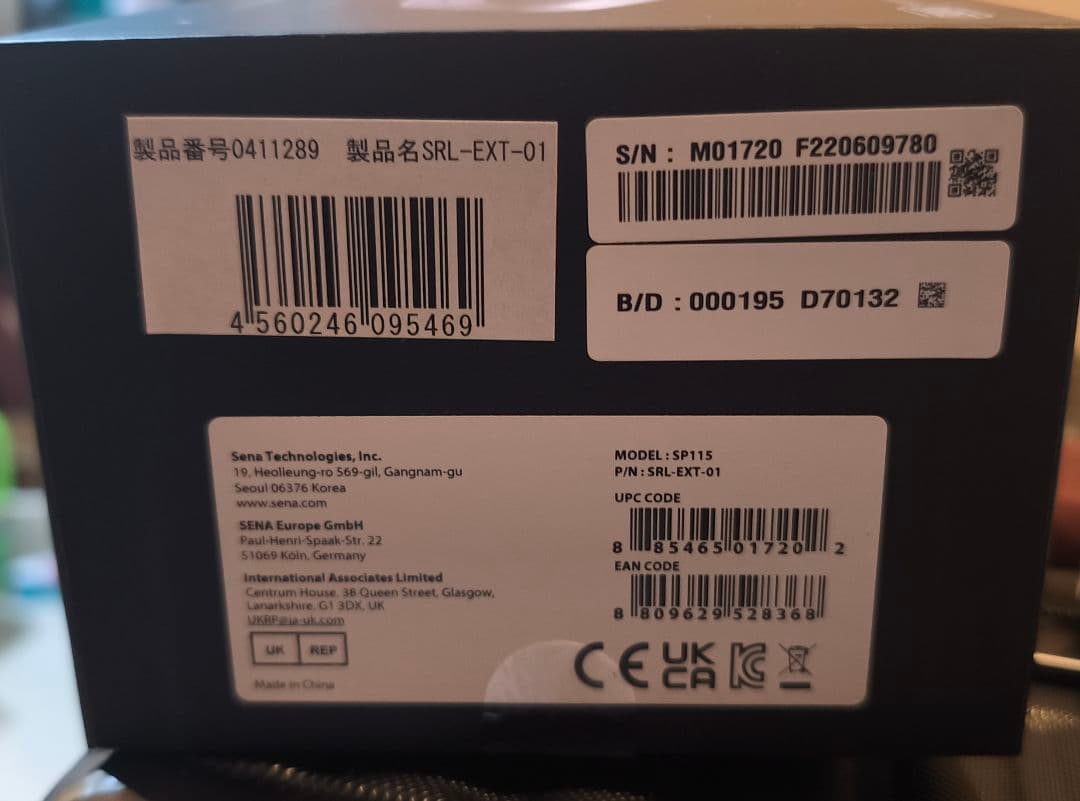 製品番号0411289 製品名SRL-EXT-01
4 560246 095469
S/N : M01720 F220609780
B/D : 000195 D70132
Sena Technologies, Inc.
19, Heolleung-ro 569-gil, Gangnam-gu
Seoul 06376 Korea
www.sena.com
SENA Europe GmbH
Paul-Henri-Spaak-Str. 22
51069 Köln, Germany
International Associates Limited
Centrum House, 38 Queen Street, Glasgow,
Lanarkshire, G1 3DX, UK
UKRP@ia-uk.com
UK REP
Made in China
MODEL : SP115
P/N : SRL-EXT-01
UPC CODE
8 85465 01720 2
EAN CODE
8 809629 528368
CE UK CA KC